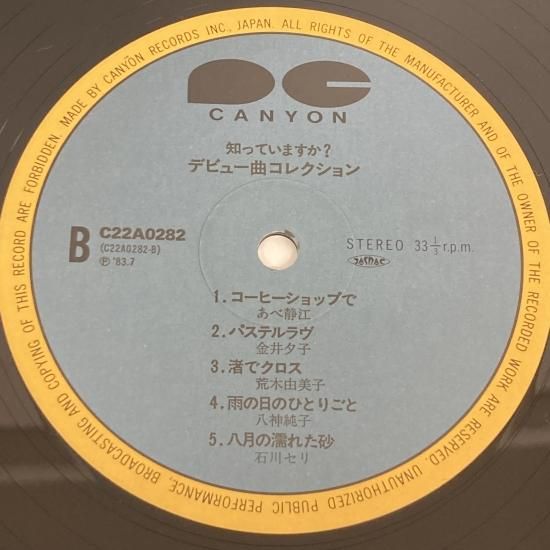 MADE BY CANYON RECORDS INC., JAPAN. ALL RIGHTS OF THE MANUFACTURER AND OF THE OWNER OF THE RECORDED WORK ARE RESERVED. UNAUTHORIZED PUBLIC PERFORMANCE, BROADCASTING AND COPYING OF THIS RECORD ARE FORBIDDEN.
CANYON
知っていますか?
デビュー曲コレクション
B
C22A0282
(C22A0282-B)
Ⓟ '83.7
STEREO 33⅓r.p.m.
JASRAC
1.コーヒーショップで
あべ静江
2.パステルラヴ
金井夕子
3.渚でクロス
荒木由美子
4.雨の日のひとりごと
八神純子
5.八月の濡れた砂
石川セリ